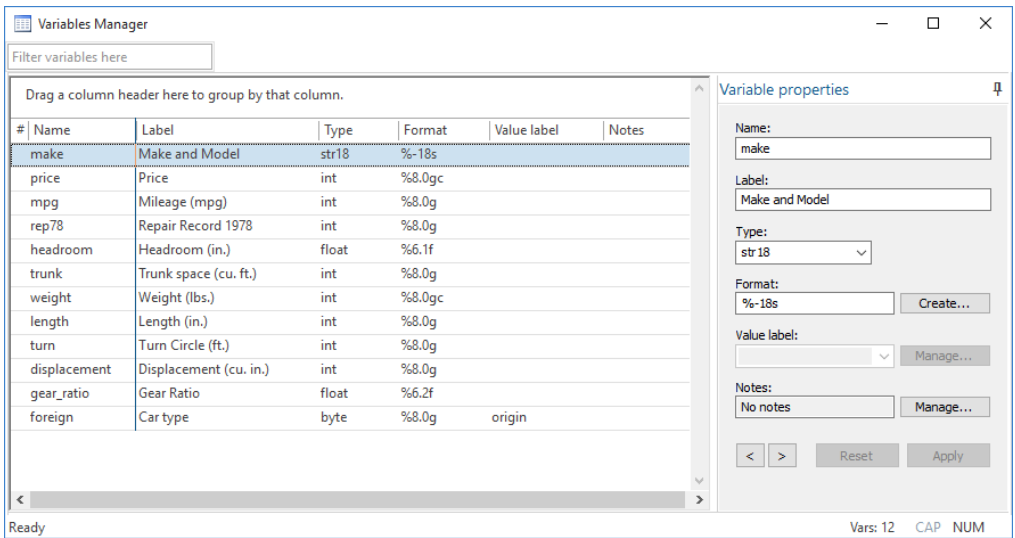 Variables Manager
Filter variables here
Drag a column header here to group by that column.
# Name Label Type Format Value label Notes
make Make and Model str18 %-18s
price Price int %8.0gc
mpg Mileage (mpg) int %8.0g
rep78 Repair Record 1978 int %8.0g
headroom Headroom (in.) float %6.1f
trunk Trunk space (cu. ft.) int %8.0g
weight Weight (lbs.) int %8.0gc
length Length (in.) int %8.0g
turn Turn Circle (ft.) int %8.0g
displacement Displacement (cu. in.) int %8.0g
gear_ratio Gear Ratio float %6.2f
foreign Car type byte %8.0g origin
Variable properties
Name:
make
Label:
Make and Model
Type:
str18
Format:
%-18s Create...
Value label:
Manage...
Notes:
No notes Manage...
< > Reset Apply
Ready Vars: 12 CAP NUM